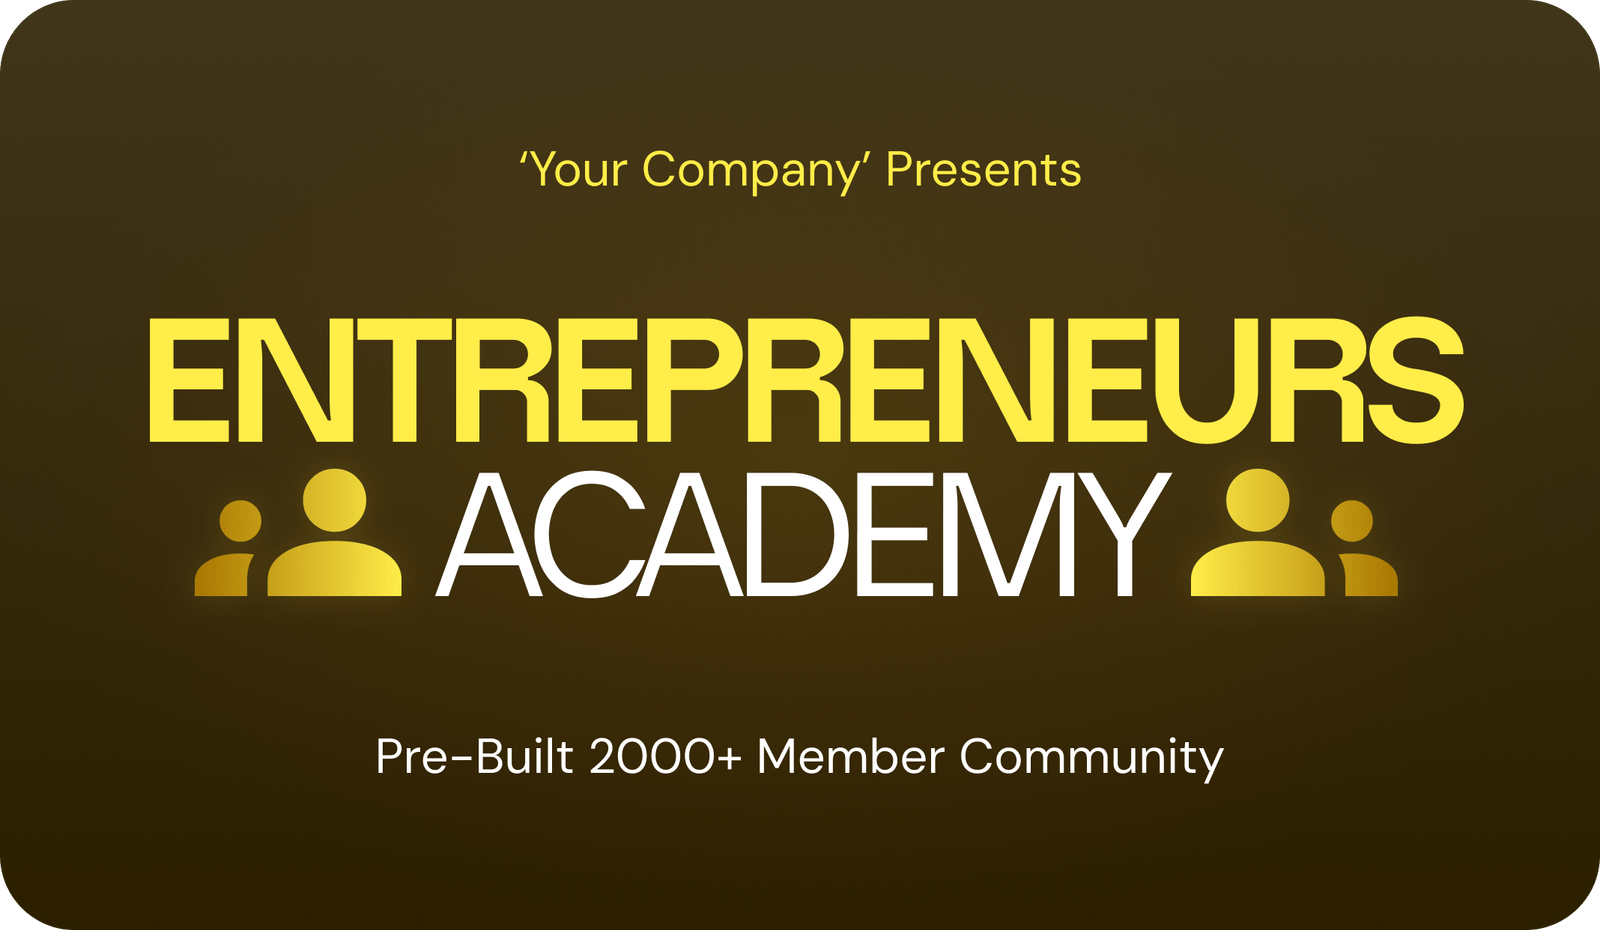 ‘Your Company’ Presents
ENTREPRENEURS
ACADEMY
Pre-Built 2000+ Member Community